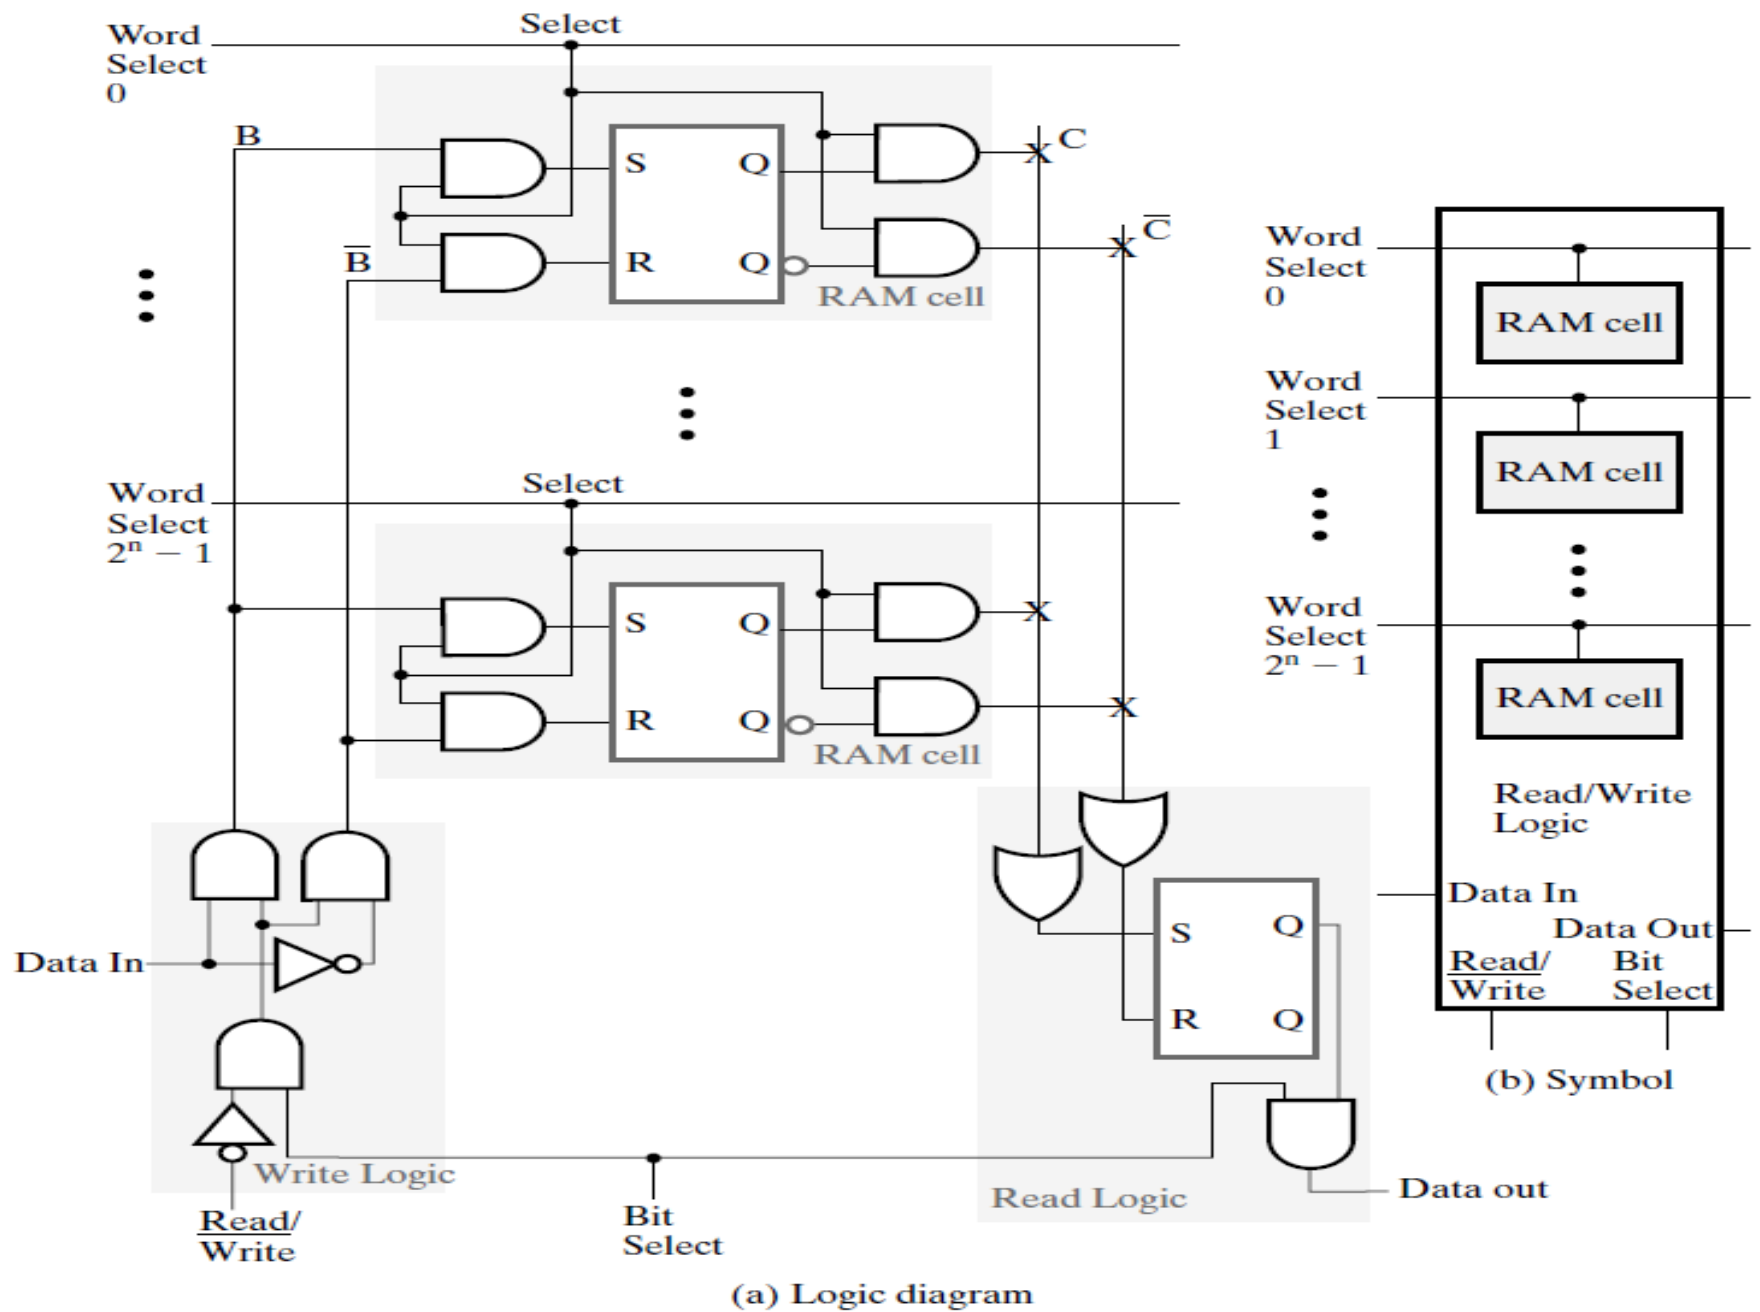 Select
Word
Select
0
B
C
S
Q
B̅
C̅
R
Q
RAM cell
Select
Word
Select
2ⁿ − 1
S
Q
R
Q
RAM cell
Data In
Write Logic
Read/
W̅r̅i̅t̅e̅
Bit
Select
S
Q
R
Q
Read Logic
Data out
(a) Logic diagram
Word
Select
0
RAM cell
Word
Select
1
RAM cell
Word
Select
2ⁿ − 1
RAM cell
Read/Write
Logic
Data In
Data Out
Read/
W̅r̅i̅t̅e̅
Bit
Select
(b) Symbol